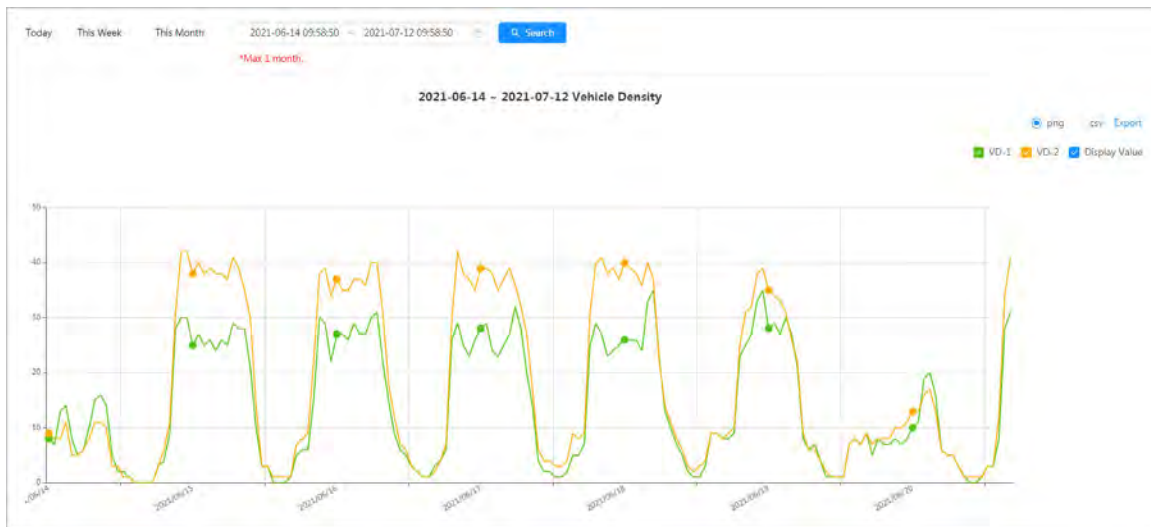 Today This Week This Month 2021-06-14 09:58:50 ~ 2021-07-12 09:58:50 Search
*Max 1 month.
2021-06-14 ~ 2021-07-12 Vehicle Density
png csv Export
VD-1 VD-2 Display Value
50
40
30
20
10
0
/06/14 2021/06/15 2021/06/16 2021/06/17 2021/06/18 2021/06/19 2021/06/20